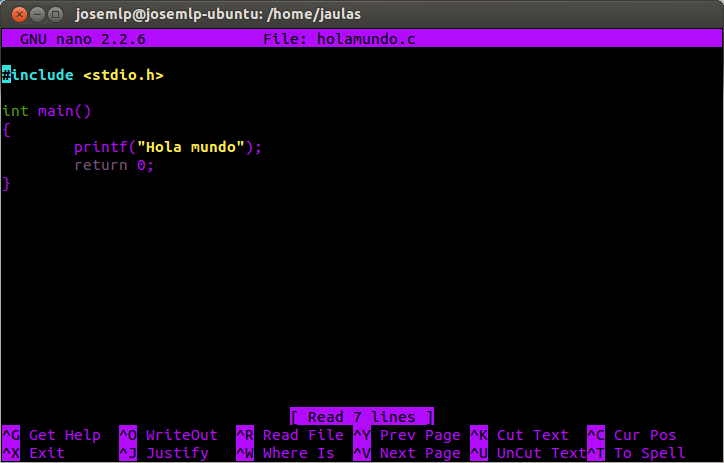 josemlp@josemlp-ubuntu: /home/jaulas
GNU nano 2.2.6 File: holamundo.c
#include <stdio.h>
int main()
{
printf("Hola mundo");
return 0;
}
[ Read 7 lines ]
^G Get Help ^O WriteOut ^R Read File ^Y Prev Page ^K Cut Text ^C Cur Pos
^X Exit ^J Justify ^W Where Is ^V Next Page ^U UnCut Text ^T To Spell